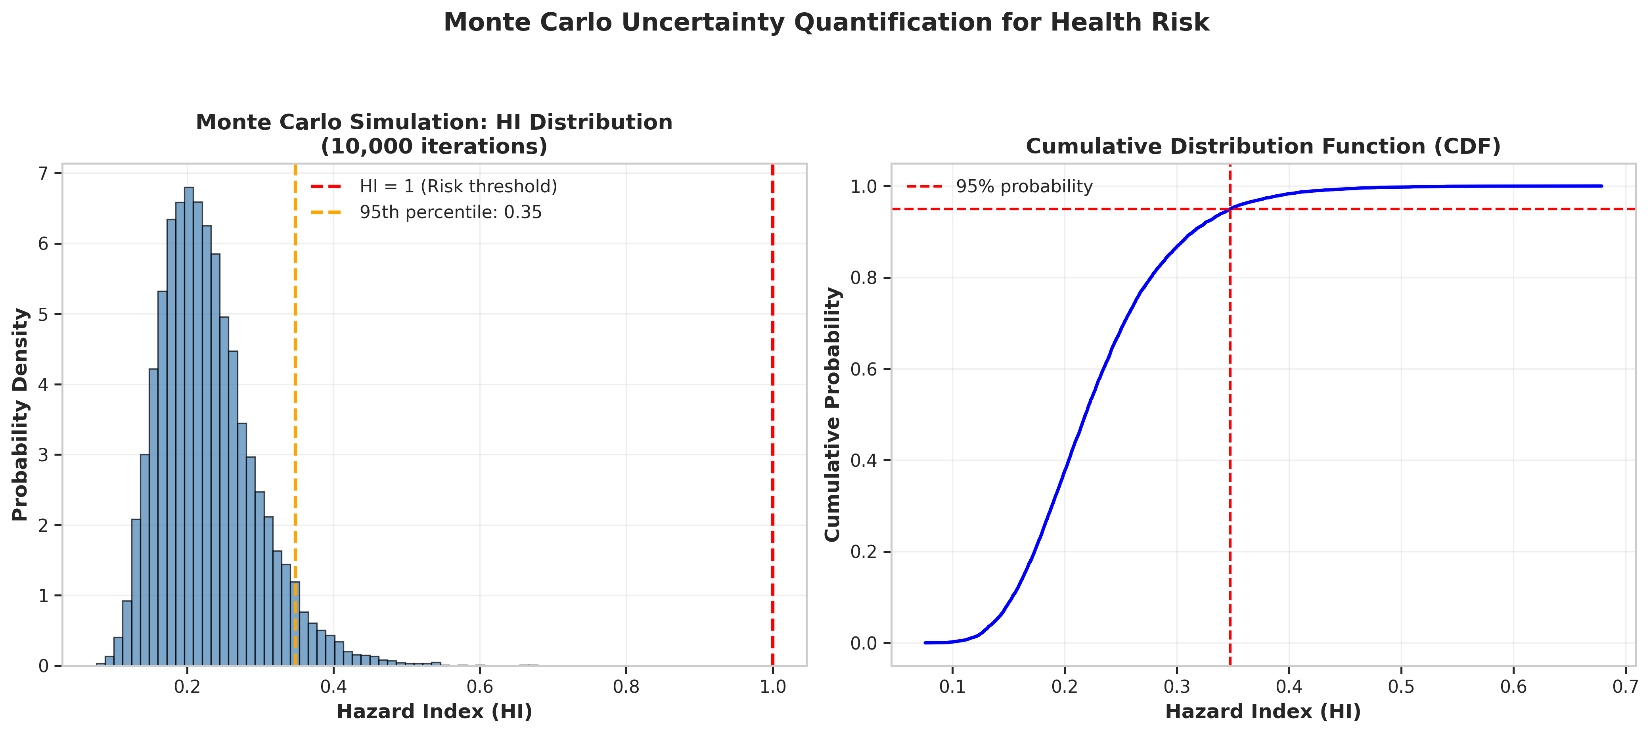 Monte Carlo Uncertainty Quantification for Health Risk
Monte Carlo Simulation: HI Distribution
(10,000 iterations)
HI = 1 (Risk threshold)
95th percentile: 0.35
Probability Density
7
6
5
4
3
2
1
0
0.2
0.4
0.6
0.8
1.0
Hazard Index (HI)
Cumulative Distribution Function (CDF)
95% probability
Cumulative Probability
1.0
0.8
0.6
0.4
0.2
0.0
0.1
0.2
0.3
0.4
0.5
0.6
0.7
Hazard Index (HI)